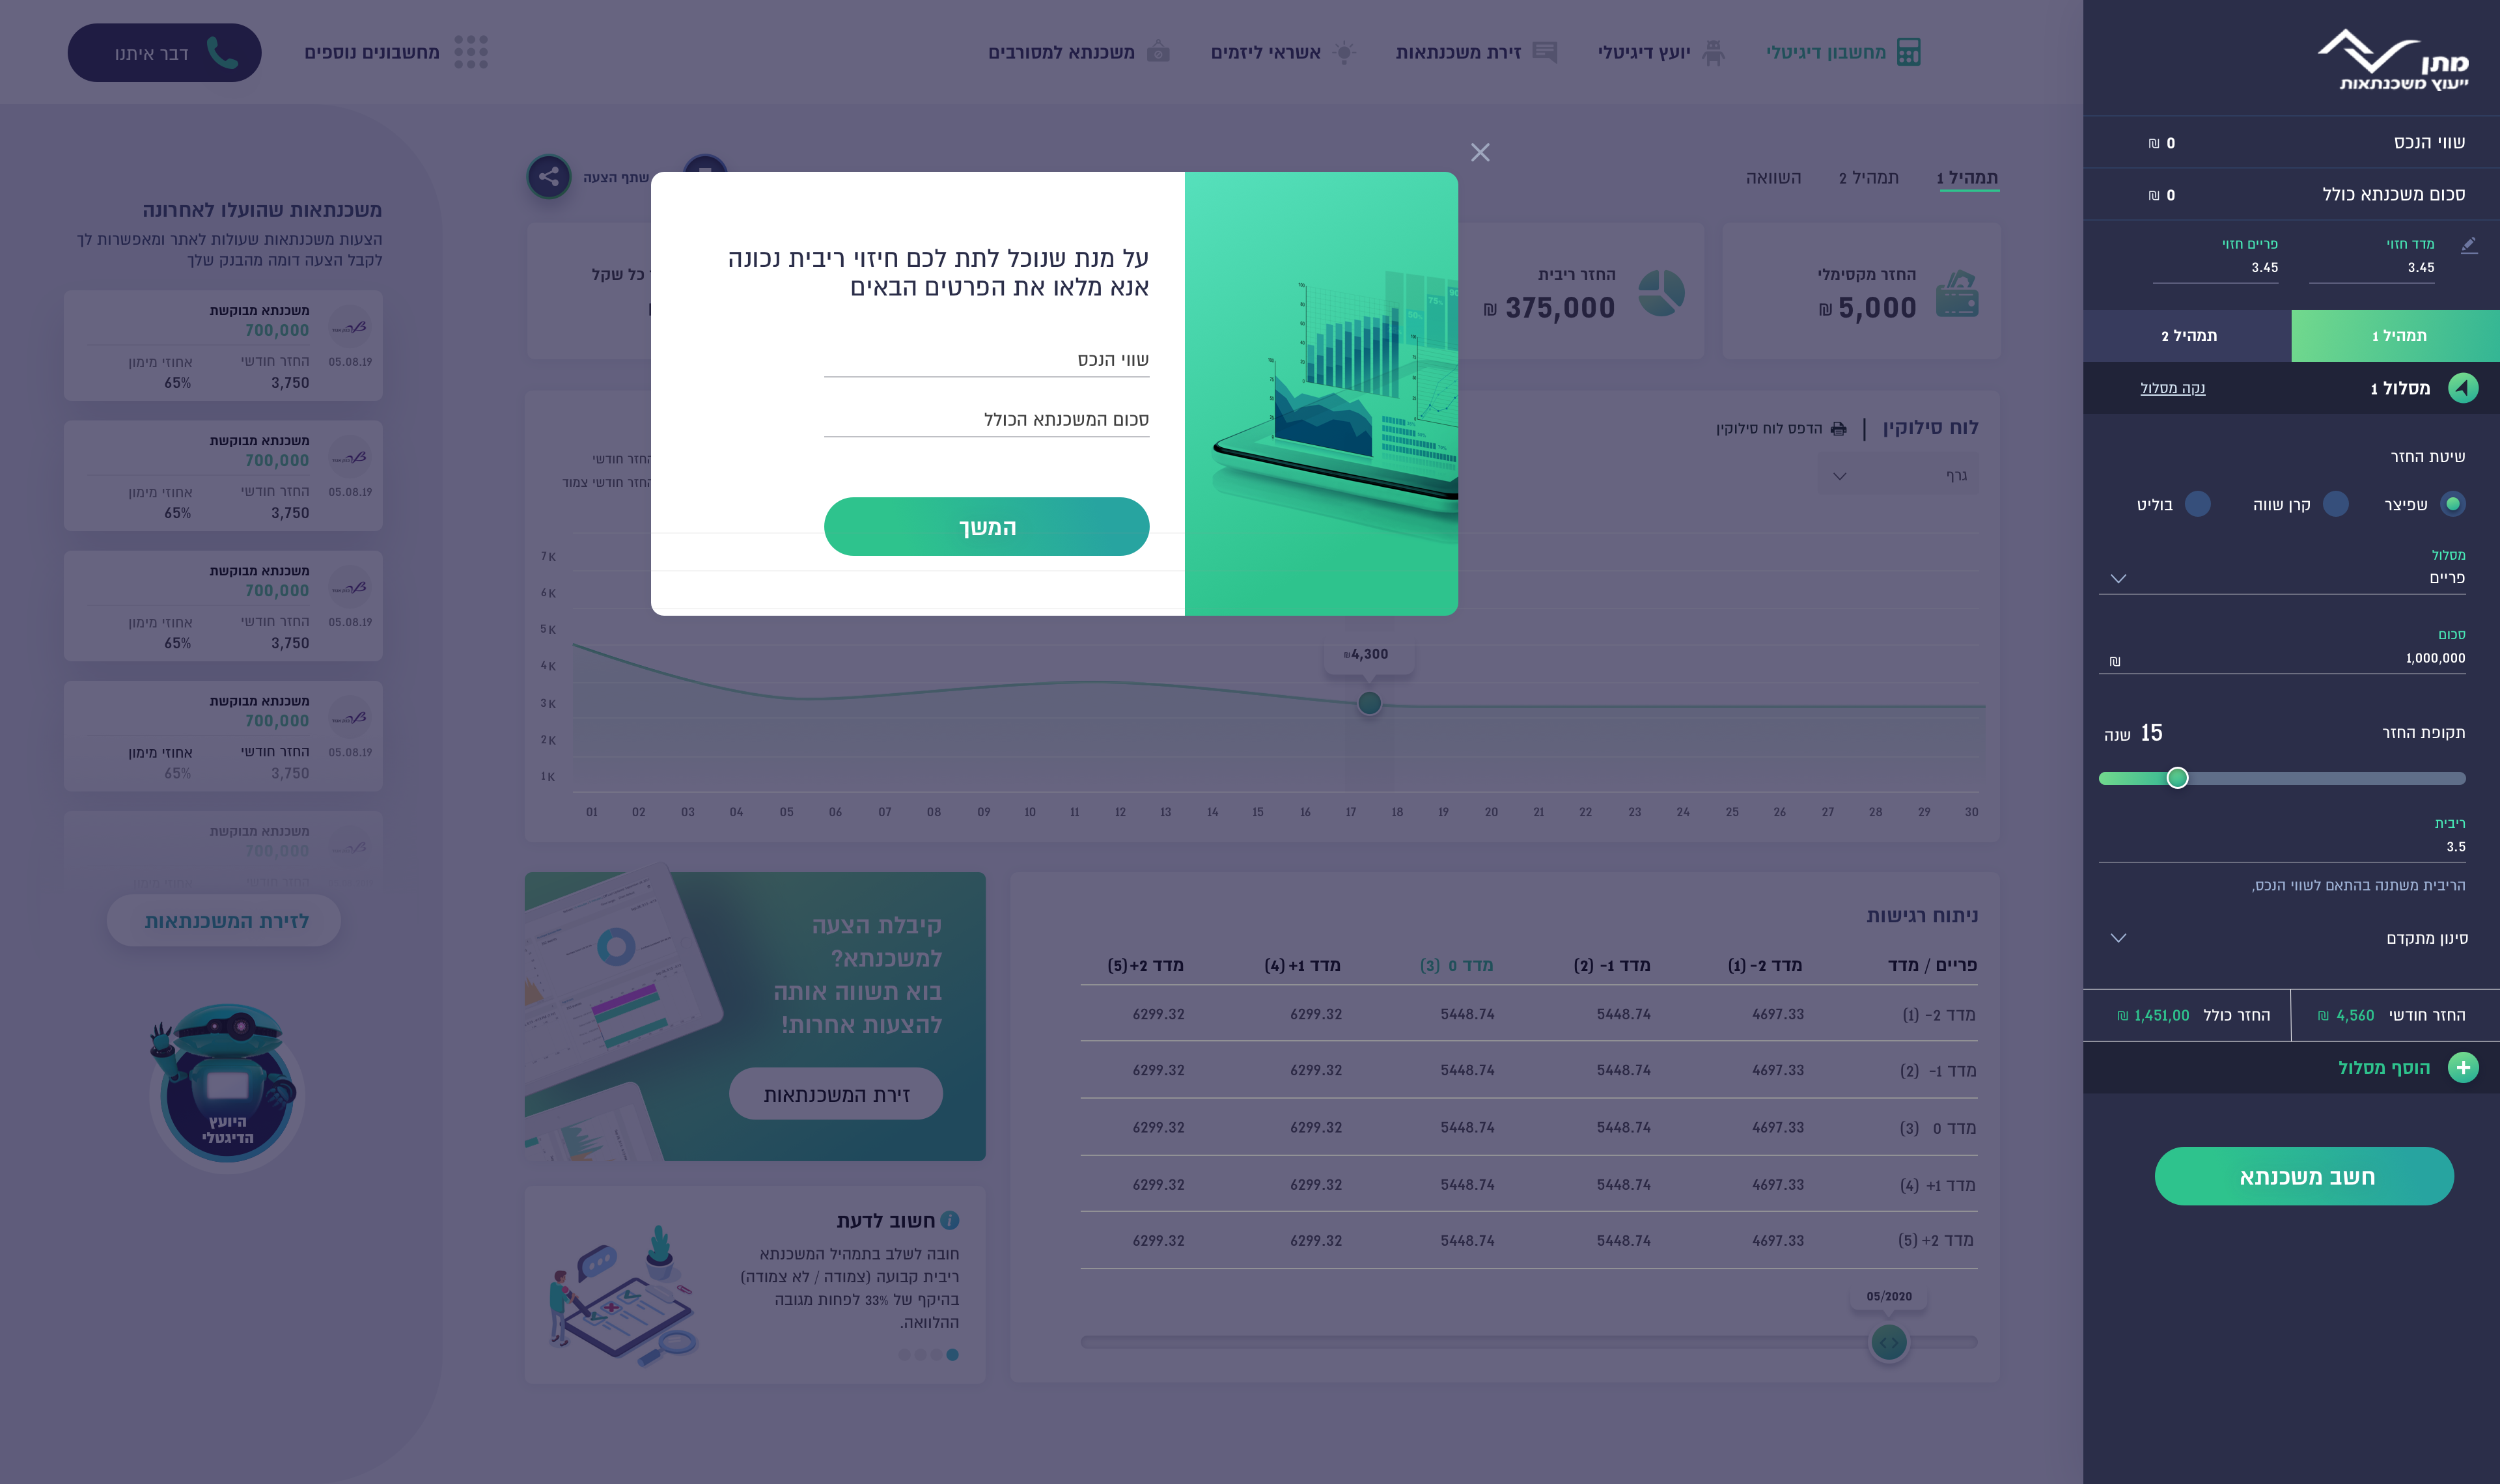 מתן
ייעוץ משכנתאות
שווי הנכס
0 ₪
סכום משכנתא כולל
0 ₪
מדד חזוי
3.45
פריים חזוי
3.45
תמהיל 1
תמהיל 2
מסלול 1
נקה מסלול
שיטת החזר
שפיצר
קרן שווה
בוליט
מסלול
פריים
סכום
1,000,000
₪
תקופת החזר
15 שנה
ריבית
3.5
הריבית משתנה בהתאם לשווי הנכס,
סינון מתקדם
החזר חודשי 4,560 ₪
החזר כולל 1,451,00 ₪
הוסף מסלול
חשב משכנתא
מחשבון דיגיטלי
יועץ דיגיטלי
זירת משכנתאות
אשראי ליזמים
משכנתא למסורבים
מחשבונים נוספים
דבר איתנו
תמהיל 1
תמהיל 2
השוואה
שתף הצעה
על מנת שנוכל לתת לכם חיזוי ריבית נכונה
אנא מלאו את הפרטים הבאים
שווי הנכס
סכום המשכנתא הכולל
המשך
החזר מקסימלי
5,000 ₪
החזר ריבית
375,000 ₪
כל שקל
לוח סילוקין
הדפס לוח סילוקין
גרף
החזר חודשי
החזר חודשי צמוד
7 K
6 K
5 K
4 K
3 K
2 K
1 K
₪4,300
01 02 03 04 05 06 07 08 09 10 11 12 13 14 15 16 17 18 19 20 21 22 23 24 25 26 27 28 29 30
ניתוח רגישות
פריים / מדד
מדד 2- (1)
מדד 1- (2)
מדד 0 (3)
מדד 1+ (4)
מדד 2+ (5)
מדד 2- (1) 4697.33 5448.74 5448.74 6299.32 6299.32
מדד 1- (2) 4697.33 5448.74 5448.74 6299.32 6299.32
מדד 0 (3) 4697.33 5448.74 5448.74 6299.32 6299.32
מדד 1+ (4) 4697.33 5448.74 5448.74 6299.32 6299.32
מדד 2+ (5) 4697.33 5448.74 5448.74 6299.32 6299.32
05/2020
קיבלת הצעה
למשכנתא?
בוא תשווה אותה
להצעות אחרות!
זירת המשכנתאות
חשוב לדעת
חובה לשלב בתמהיל המשכנתא
ריבית קבועה (צמודה / לא צמודה)
בהיקף של 33% לפחות מגובה
ההלוואה.
משכנתאות שהועלו לאחרונה
הצעות משכנתאות שעולות לאתר ומאפשרות לך
לקבל הצעה דומה מהבנק שלך
משכנתא מבוקשת
700,000
05.08.19
החזר חודשי
3,750
אחוזי מימון
65%
משכנתא מבוקשת
700,000
05.08.19
החזר חודשי
3,750
אחוזי מימון
65%
משכנתא מבוקשת
700,000
05.08.19
החזר חודשי
3,750
אחוזי מימון
65%
משכנתא מבוקשת
700,000
05.08.19
החזר חודשי
3,750
אחוזי מימון
65%
משכנתא מבוקשת
700,000
לזירת המשכנתאות
היועץ
הדיגטלי